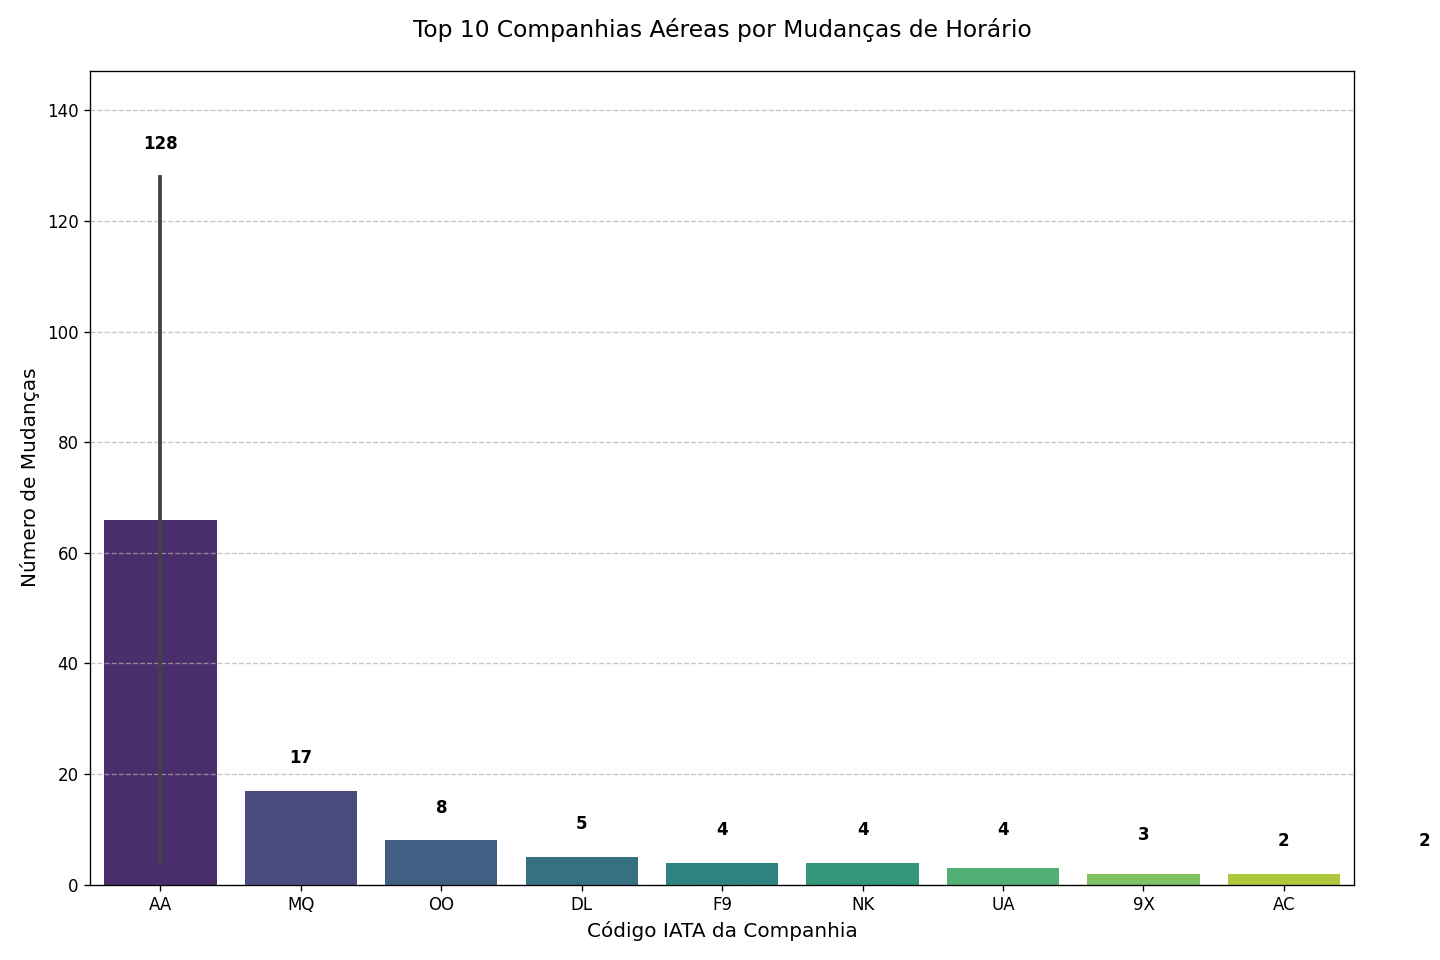 Top 10 Companhias Aéreas por Mudanças de Horário
Número de Mudanças
140
120
100
80
60
40
20
0
128
17
8
5
4
4
4
3
2
2
AA
MQ
OO
DL
F9
NK
UA
9X
AC
Código IATA da Companhia